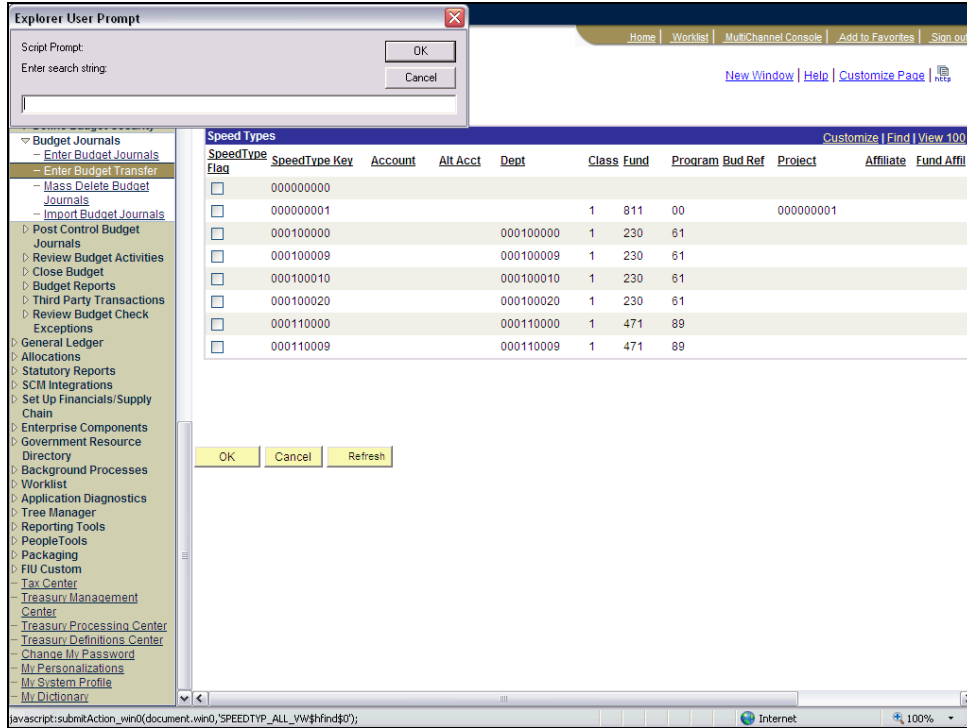 Explorer User Prompt
Script Prompt:
OK
Enter search string:
Cancel
Home | Worklist | MultiChannel Console | Add to Favorites | Sign out
New Window | Help | Customize Page | http
Define Budget Security
Budget Journals
Enter Budget Journals
Enter Budget Transfer
Mass Delete Budget
Journals
Import Budget Journals
Post Control Budget
Journals
Review Budget Activities
Close Budget
Budget Reports
Third Party Transactions
Review Budget Check
Exceptions
General Ledger
Allocations
Statutory Reports
SCM Integrations
Set Up Financials/Supply
Chain
Enterprise Components
Government Resource
Directory
Background Processes
Worklist
Application Diagnostics
Tree Manager
Reporting Tools
PeopleTools
Packaging
FIU Custom
Tax Center
Treasury Management
Center
Treasury Processing Center
Treasury Definitions Center
Change My Password
My Personalizations
My System Profile
My Dictionary
Speed Types Customize | Find | View 100
SpeedType Flag SpeedType Key Account Alt Acct Dept Class Fund Program Bud Ref Project Affiliate Fund Affil
000000000
000000001 1 811 00 000000001
000100000 000100000 1 230 61
000100009 000100009 1 230 61
000100010 000100010 1 230 61
000100020 000100020 1 230 61
000110000 000110000 1 471 89
000110009 000110009 1 471 89
OK Cancel Refresh
javascript:submitAction_win0(document.win0,'SPEEDTYP_ALL_VW$hfind$0'); Internet 100%